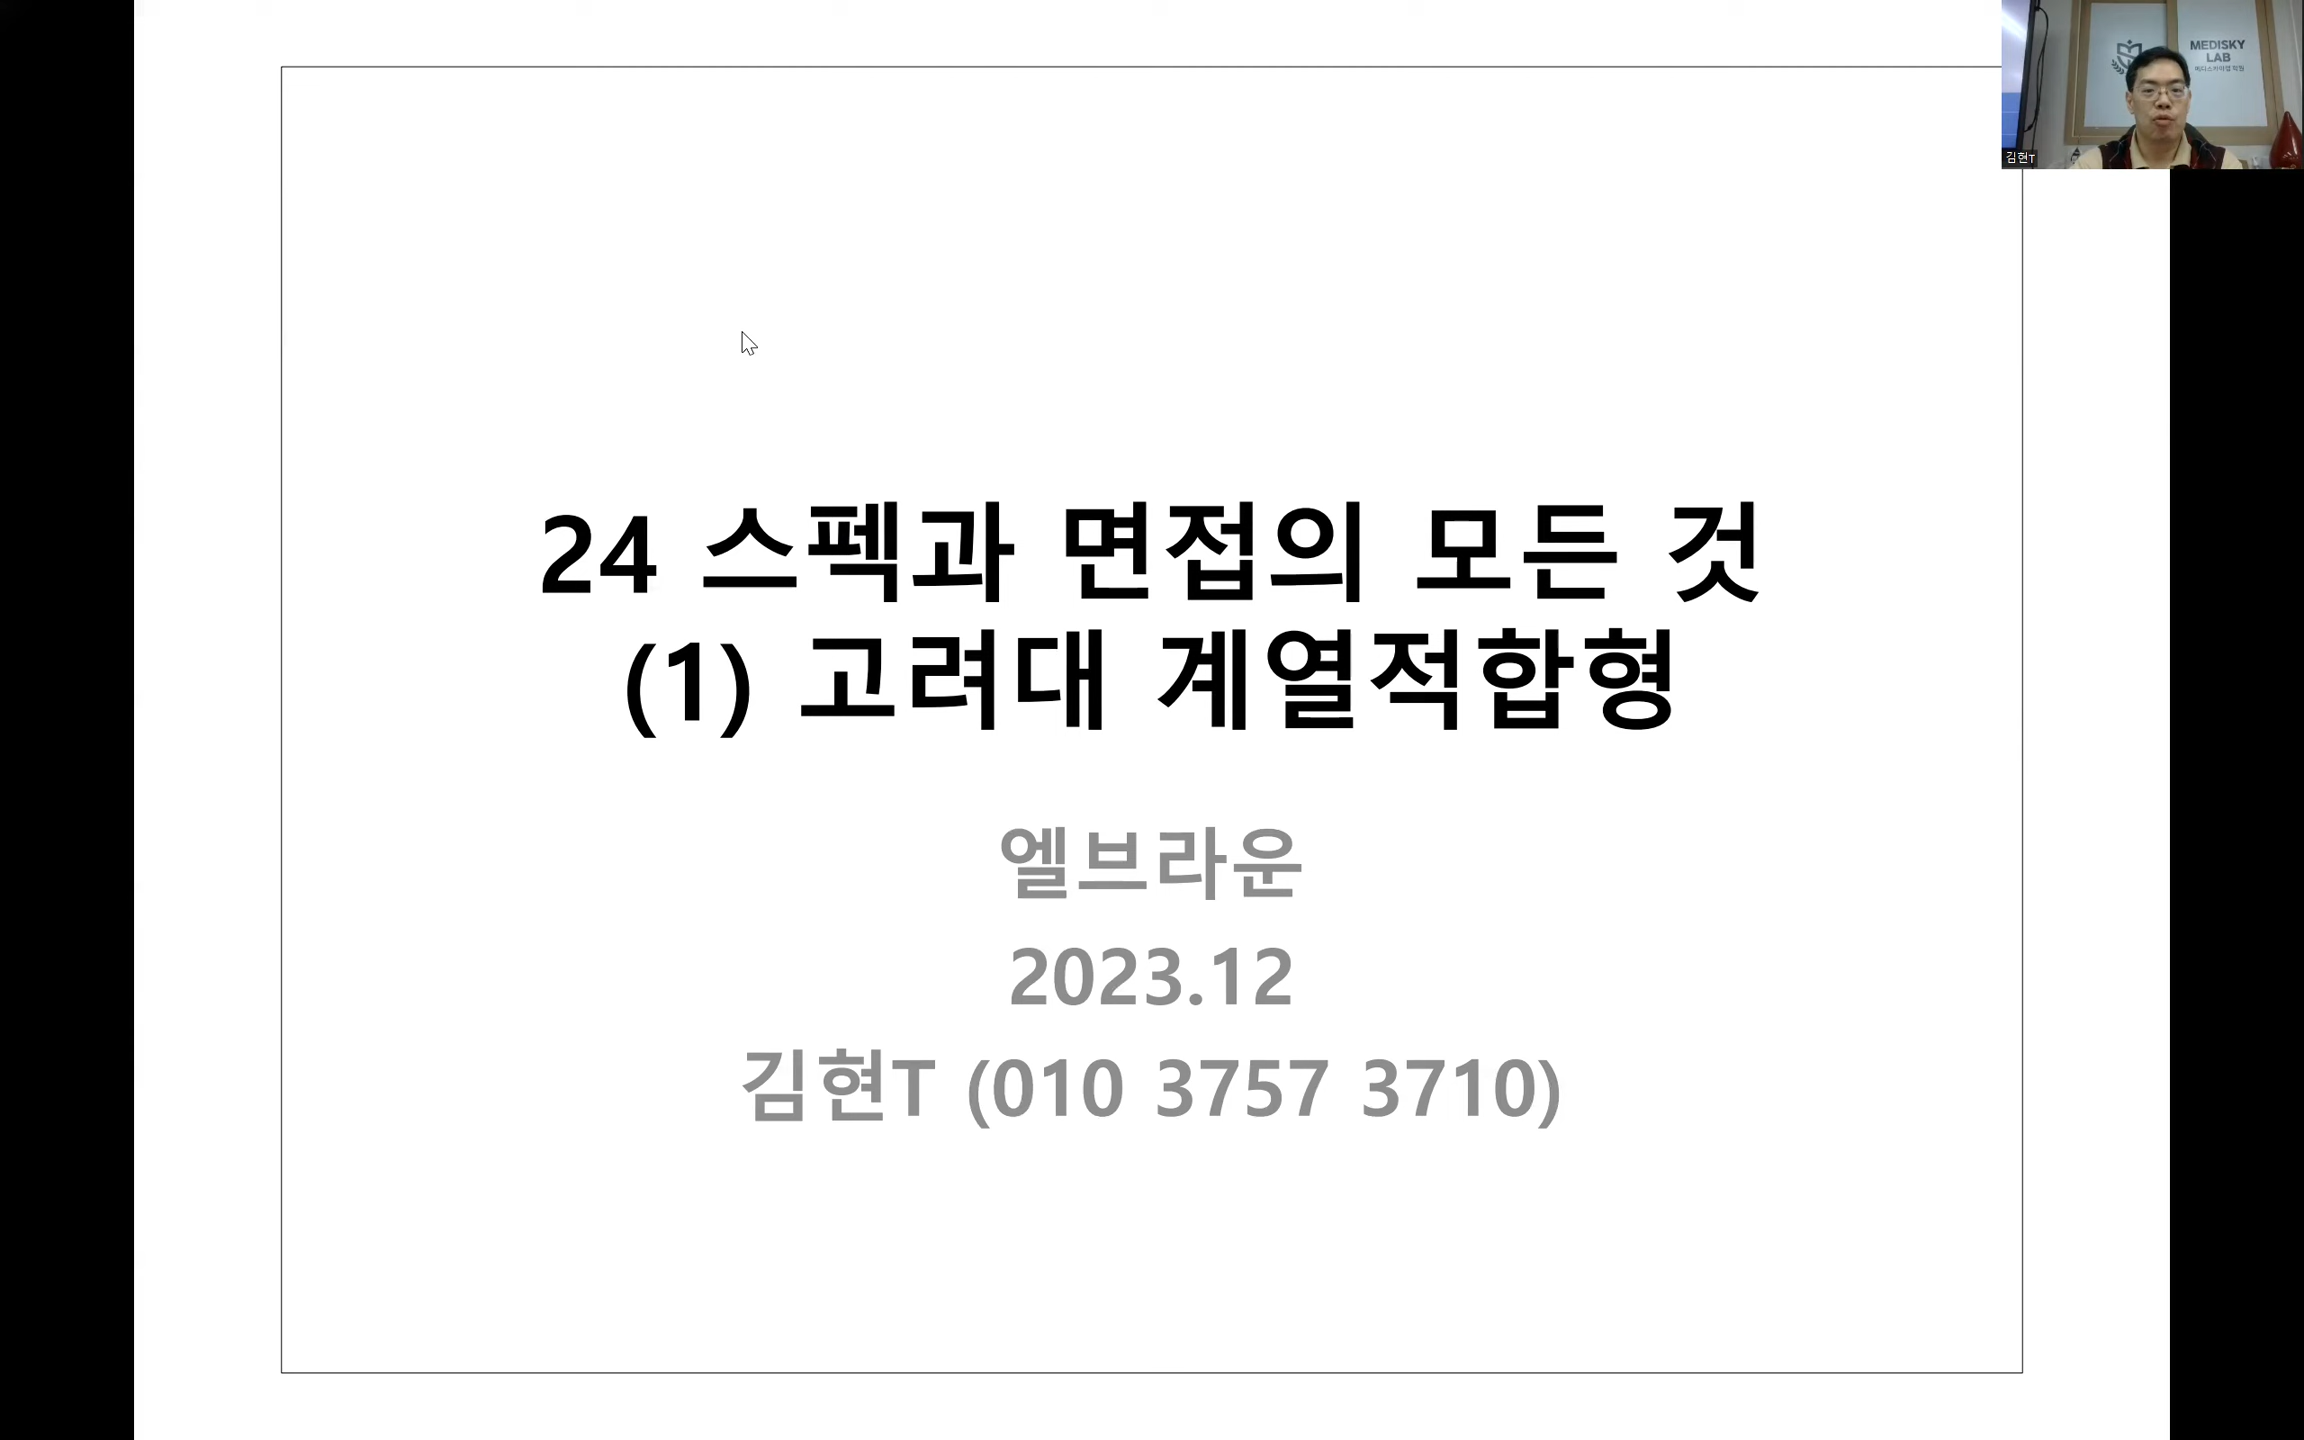 24 스펙과 면접의 모든 것
(1) 고려대 계열적합형
엘브라운
2023.12
김현T (010 3757 3710)
MEDISKY
LAB
김현T